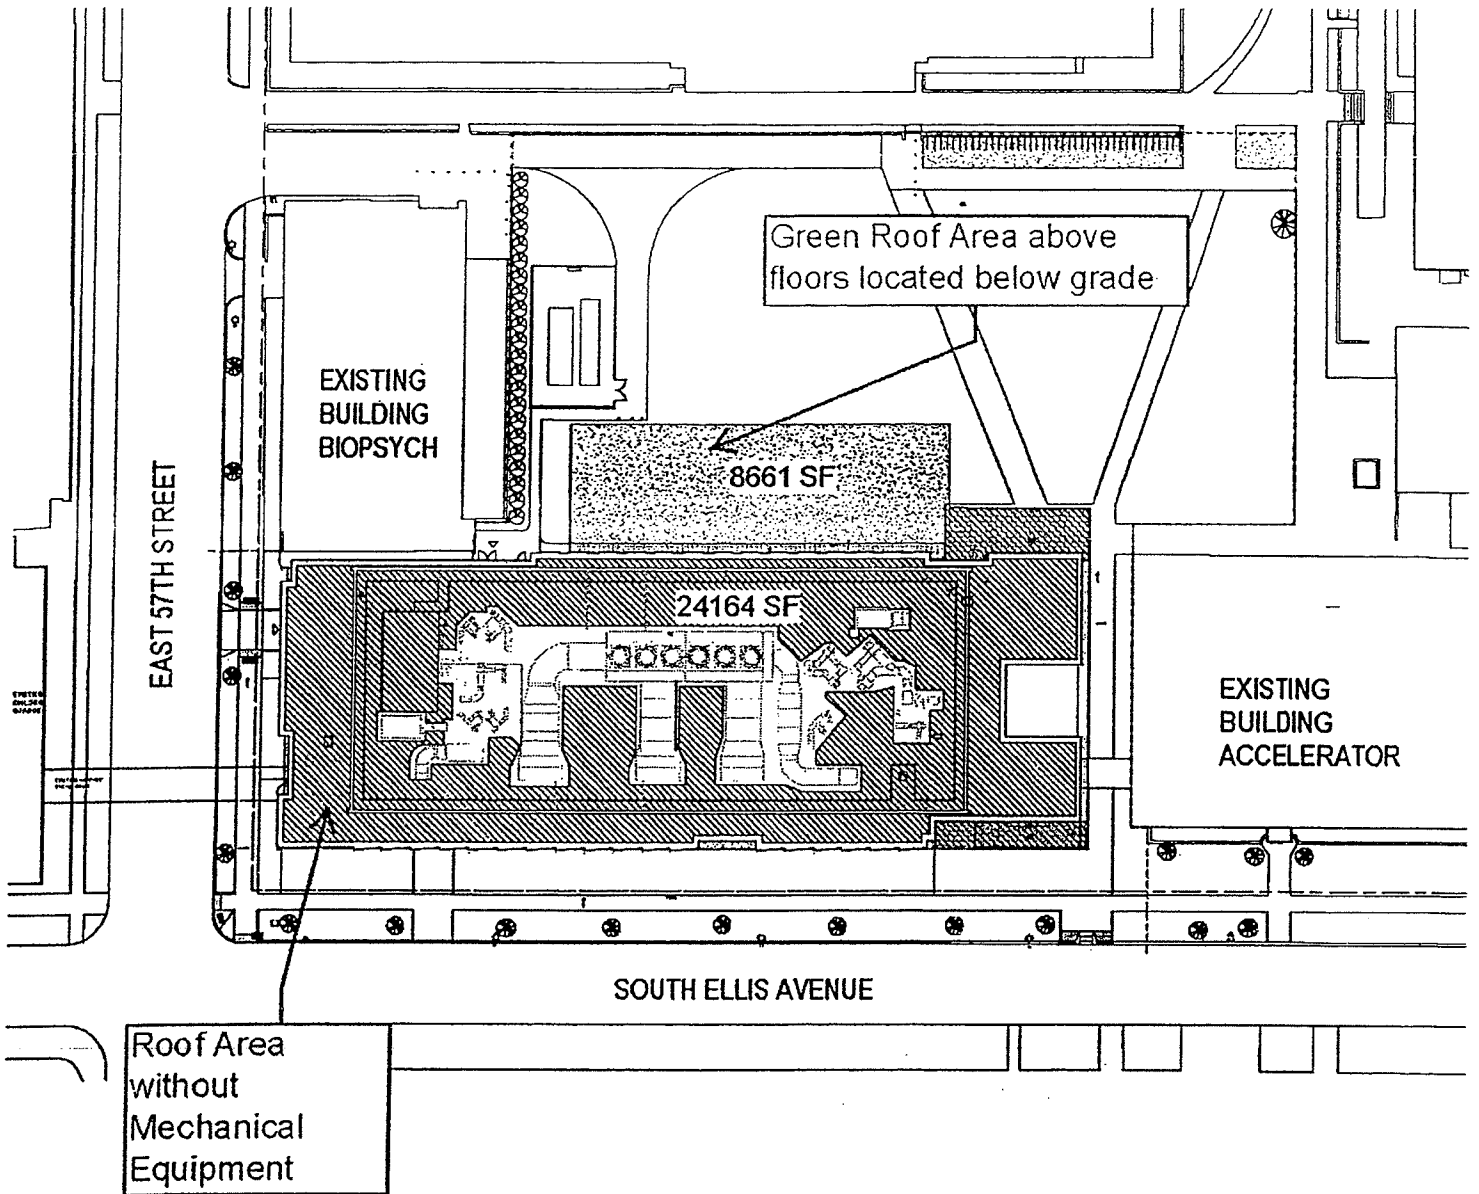 Green Roof Area above
floors located below grade
EXISTING
BUILDING
BIOPSYCH
8661 SF
EAST 57TH STREET
24164 SF
EXISTING
BUILDING
ACCELERATOR
SOUTH ELLIS AVENUE
Roof Area
without
Mechanical
Equipment